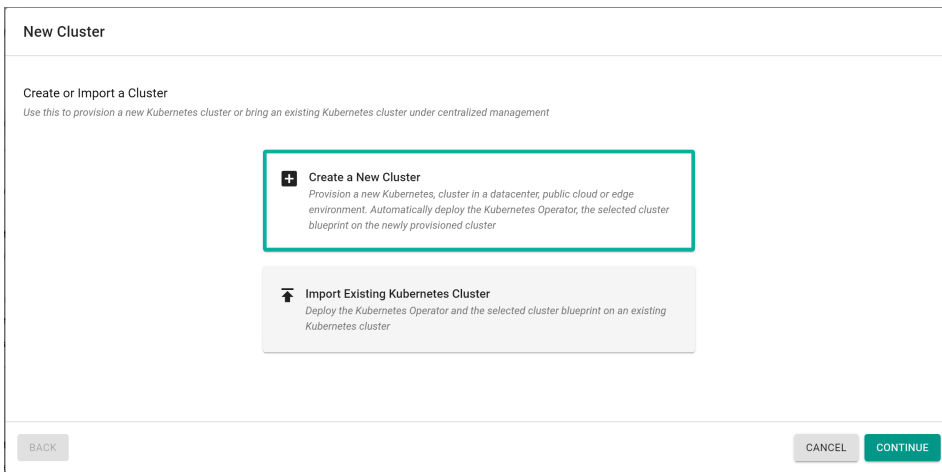 New Cluster
Create or Import a Cluster
Use this to provision a new Kubernetes cluster or bring an existing Kubernetes cluster under centralized management
Create a New Cluster
Provision a new Kubernetes, cluster in a datacenter, public cloud or edge
environment. Automatically deploy the Kubernetes Operator, the selected cluster
blueprint on the newly provisioned cluster
Import Existing Kubernetes Cluster
Deploy the Kubernetes Operator and the selected cluster blueprint on an existing
Kubernetes cluster
BACK
CANCEL
CONTINUE